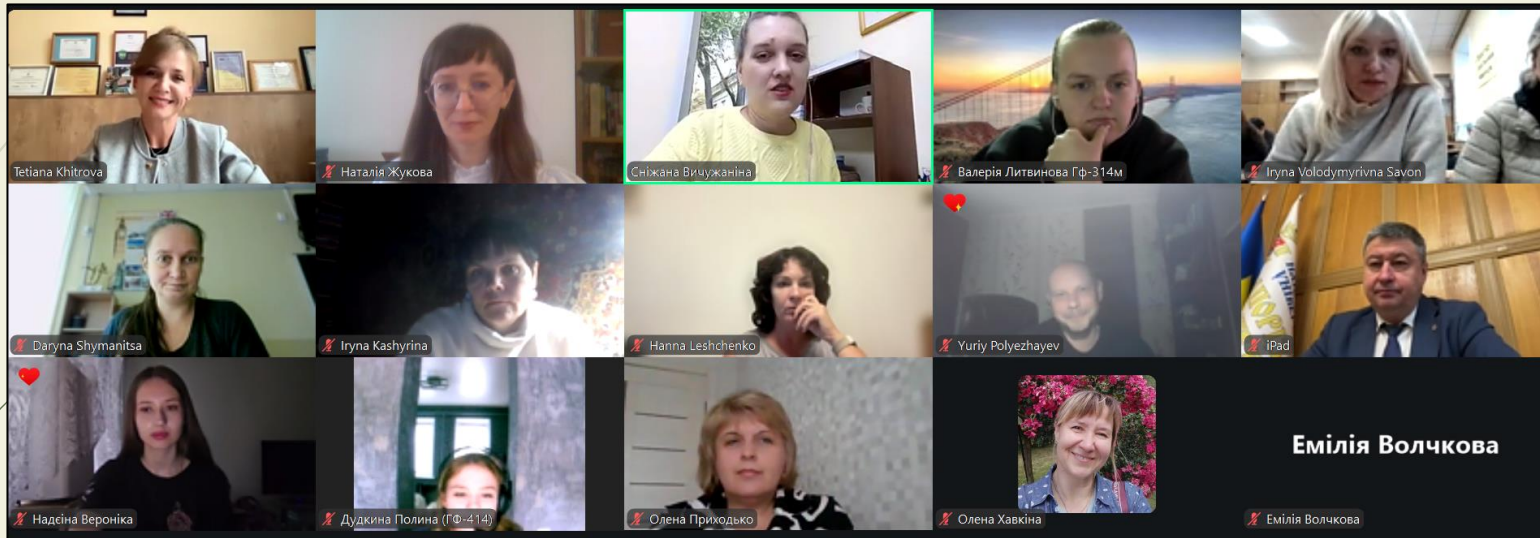 Tetiana Khitrova
Наталія Жукова
Сніжана Вичужаніна
Валерія Литвинова Гф-314м
Iryna Volodymyrivna Savon
Daryna Shymanitsa
Iryna Kashyrina
Hanna Leshchenko
Yuriy Polyezhayev
iPad
Надєіна Вероніка
Дудкина Полина (ГФ-414)
Олена Приходько
Олена Хавкіна
Емілія Волчкова
Емілія Волчкова